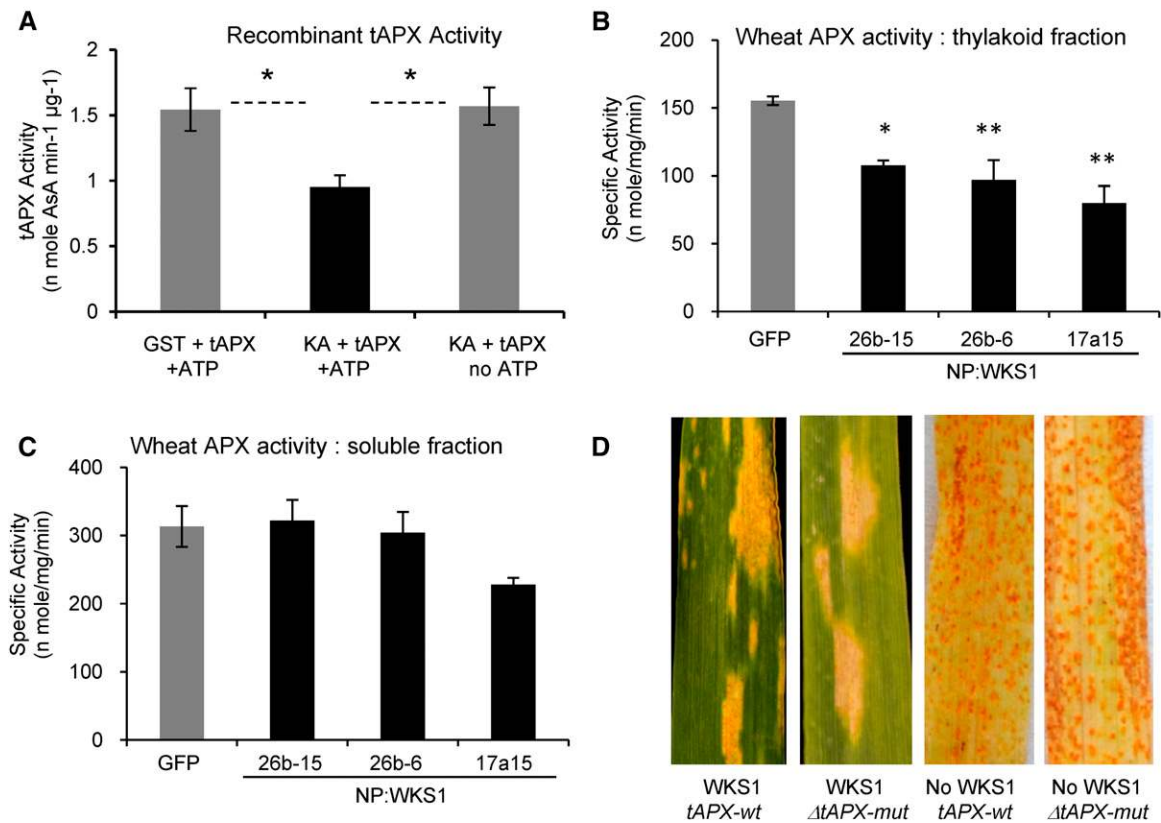 A
Recombinant tAPX Activity
tAPX Activity
(n mole AsA min-1 µg-1)
2
1.5
1
0.5
0
*
*
GST + tAPX
+ATP
KA + tAPX
+ATP
KA + tAPX
no ATP
B
Wheat APX activity : thylakoid fraction
Specific Activity
(n mole/mg/min)
200
150
100
50
0
*
**
**
GFP
26b-15
26b-6
17a15
NP:WKS1
C
Wheat APX activity : soluble fraction
Specific Activity
(n mole/mg/min)
400
300
200
100
0
GFP
26b-15
26b-6
17a15
NP:WKS1
D
WKS1
tAPX-wt
WKS1
ΔtAPX-mut
No WKS1
tAPX-wt
No WKS1
ΔtAPX-mut